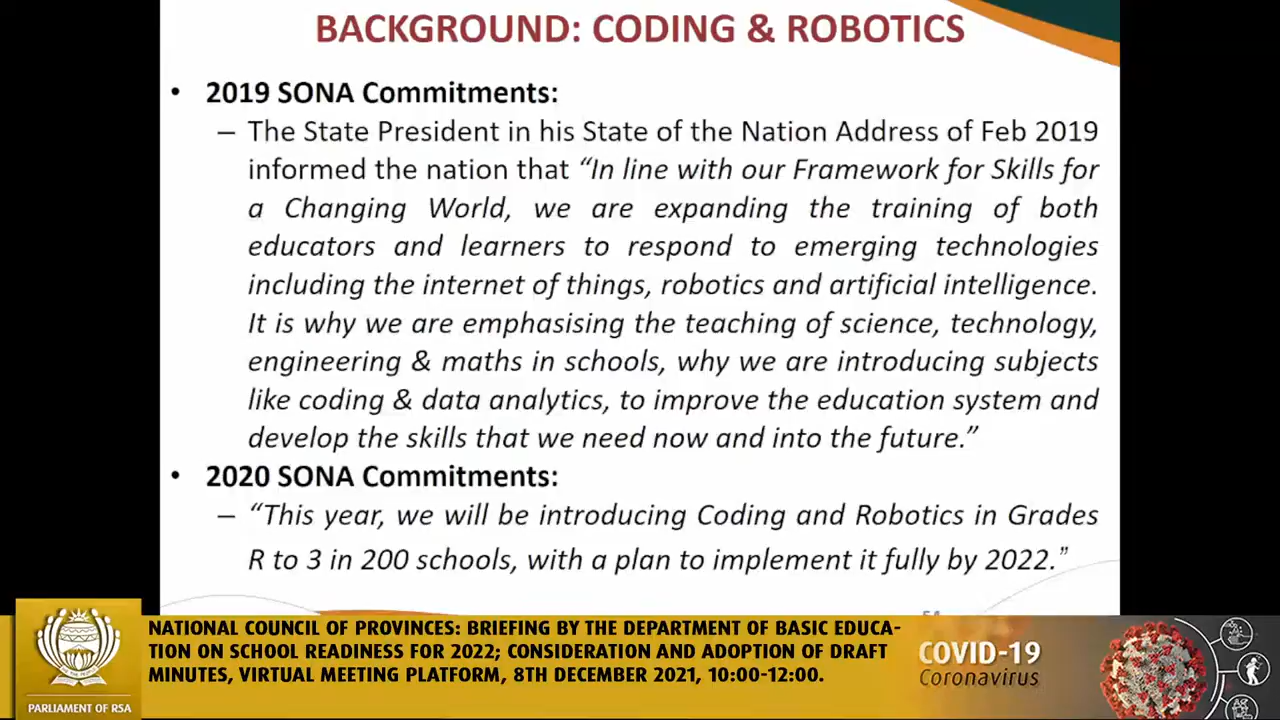 BACKGROUND: CODING & ROBOTICS
• 2019 SONA Commitments:
– The State President in his State of the Nation Address of Feb 2019
informed the nation that “In line with our Framework for Skills for
a Changing World, we are expanding the training of both
educators and learners to respond to emerging technologies
including the internet of things, robotics and artificial intelligence.
It is why we are emphasising the teaching of science, technology,
engineering & maths in schools, why we are introducing subjects
like coding & data analytics, to improve the education system and
develop the skills that we need now and into the future.”
• 2020 SONA Commitments:
– “This year, we will be introducing Coding and Robotics in Grades
R to 3 in 200 schools, with a plan to implement it fully by 2022.”
NATIONAL COUNCIL OF PROVINCES: BRIEFING BY THE DEPARTMENT OF BASIC EDUCA-
TION ON SCHOOL READINESS FOR 2022; CONSIDERATION AND ADOPTION OF DRAFT
MINUTES, VIRTUAL MEETING PLATFORM, 8TH DECEMBER 2021, 10:00-12:00.
PARLIAMENT OF RSA
COVID-19
Coronavirus